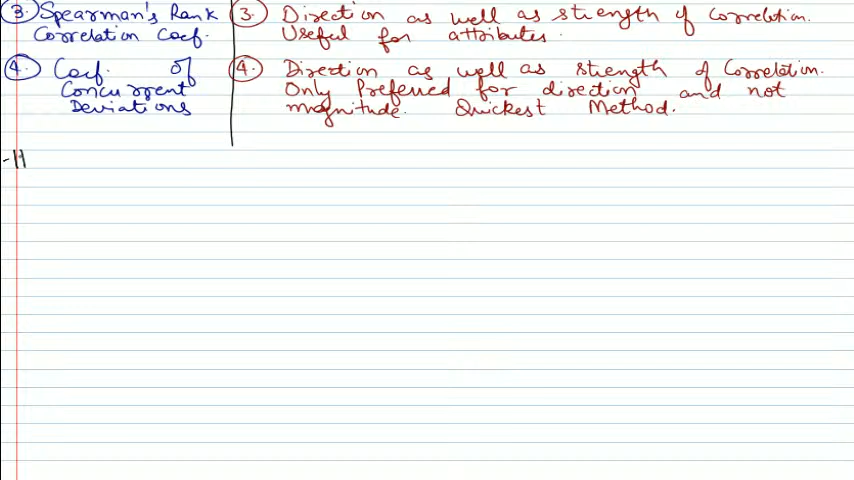 3. Spearman's Rank
Correlation Coef.
3. Direction as well as strength of Correlation.
Useful for attributes.
4. Coef. of
Concurrent
Deviations
4. Direction as well as strength of Correlation.
Only Preferred for direction and not
magnitude. Quickest Method.